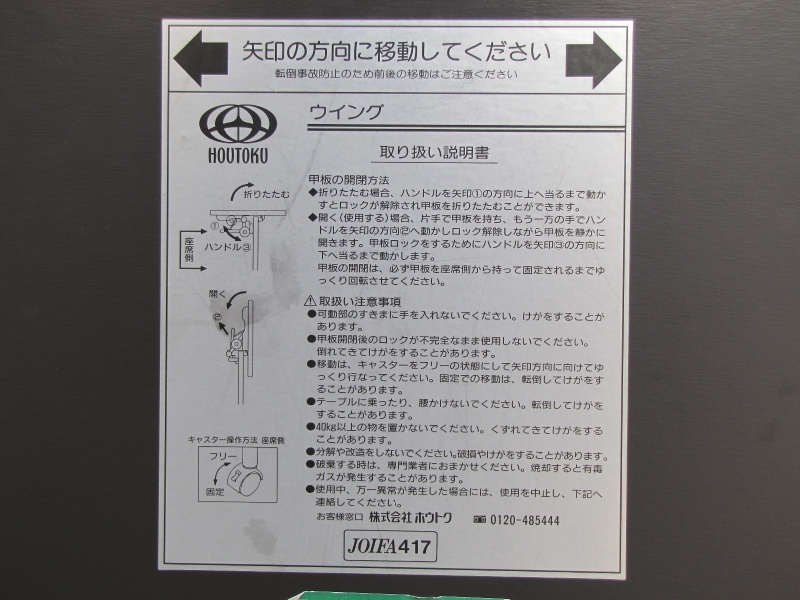 矢印の方向に移動してください
転倒事故防止のため前後の移動はご注意ください
HOUTOKU
ウイング
取り扱い説明書
折りたたむ
①
ハンドル③
座席側
開く
②
キャスター操作方法 座席側
フリー
固定
甲板の開閉方法
◆折りたたむ場合、ハンドルを矢印①の方向に上へ当るまで動か
すとロックが解除され甲板を折りたたむことができます。
◆開く(使用する)場合、片手で甲板を持ち、もう一方の手でハン
ドルを矢印の方向②へ動かしロック解除しながら甲板を静かに
開きます。甲板ロックをするためにハンドルを矢印③の方向に
下へ当るまで動かします。
甲板の開閉は、必ず甲板を座席側から持って固定されるまでゆ
っくり回転させてください。
⚠取扱い注意事項
●可動部のすきまに手を入れないでください。けがをすることが
あります。
●甲板開閉後のロックが不完全なまま使用しないでください。
倒れてきてけがをすることがあります。
●移動は、キャスターをフリーの状態にして矢印方向に向けてゆ
っくり行なってください。固定での移動は、転倒してけがをす
ることがあります。
●テーブルに乗ったり、腰かけないでください。転倒してけがを
することがあります。
●40kg以上の物を置かないでください。くずれてきてけがをする
ことがあります。
●分解や改造をしないでください。破損やけがをすることがあります。
●破棄する時は、専門業者におまかせください。焼却すると有毒
ガスが発生することがあります。
●使用中、万一異常が発生した場合には、使用を中止し、下記へ
連絡してください。
お客様窓口 株式会社ホウトク 0120-485444
JOIFA417